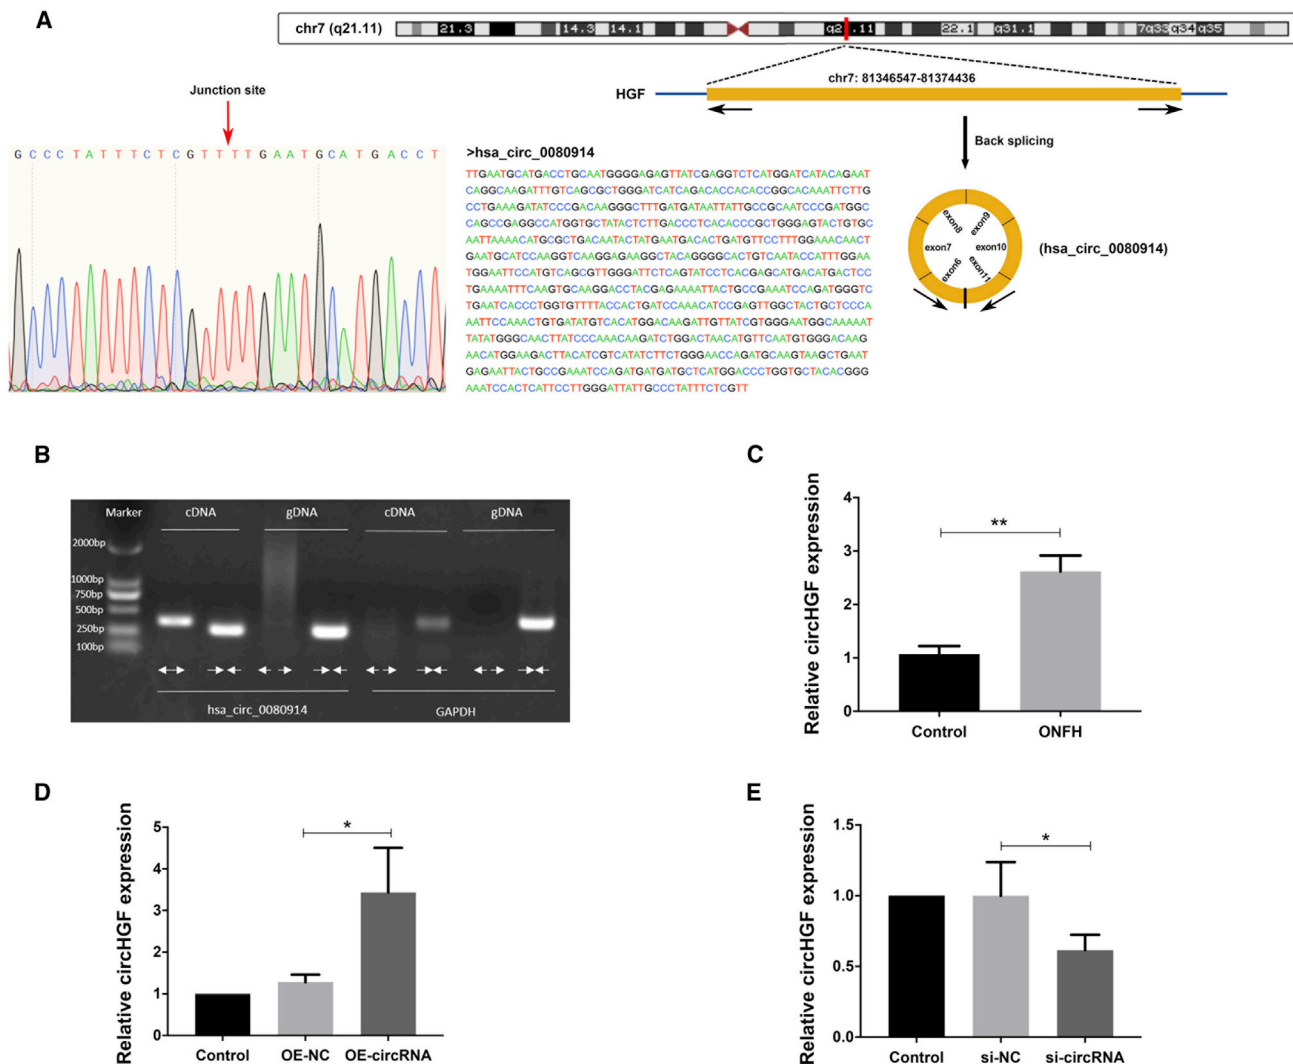 A
chr7 (q21.11)
21.3
14.3
14.1
22.1
q31.1
7q33
q34
q35
chr7: 81346547-81374436
HGF
Back splicing
Junction site
G C C C T A T T T C T C G T T T T G A A T G C A T G A C C T
>hsa_circ_0080914
TTGAATGCATGACCTGCAATGGGGAGAGTTATCGAGGTCTCATGGATCATACAGAAT
CAGGCAAGATTTGTCAGCGCTGGGATCATCAGACACCACACCGGCACAAATTCTTG
CCTGAAAGATATCCCGACAAGGGCTTTGATGATAATTATTGCCGCAATCCCGATGGC
CAGCCGAGGCCATGGTGCTATACTCTTGACCCTCACACCCGCTGGGAGTACTGTGC
AATTAAAACATGCGCTGACAATACTATGAATGACACTGATGTTCCTTTGGAAACAACT
GAATGCATCCAAGGTCAAGGAGAAGGCTACAGGGGCACTGTCAATACCATTTGGAA
TGGAATTCCATGTCAGCGTTGGGATTCTCAGTATCCTCACGAGCATGACATGACTCC
TGAAAATTTCAAGTGCAAGGACCTACGAGAAAATTACTGCCGAAATCCAGATGGGTC
TGAATCACCCTGGTGTTTTACCACTGATCCAAACATCCGAGTTGGCTACTGCTCCCA
AATTCCAAACTGTGATATGTCACATGGACAAGATTGTTATCGTGGGAATGGCAAAAAT
TATATGGGCAACTTATCCCAAACAAGATCTGGACTAACATGTTCAATGTGGGACAAG
AACATGGAAGACTTACATCGTCATATCTTCTGGGAACCAGATGCAAGTAAGCTGAAT
GAGAATTACTGCCGAAATCCAGATGATGATGCTCATGGACCCTGGTGCTACACGGG
AAATCCACTCATTCCTTGGGATTATTGCCCTATTTCTCGTT
exon8
exon9
exon7
exon10
exon6
exon11
(hsa_circ_0080914)
B
Marker
cDNA
gDNA
cDNA
gDNA
2000bp
1000bp
750bp
500bp
250bp
100bp
hsa_circ_0080914
GAPDH
C
Relative circHGF expression
4
3
2
1
0
**
Control
ONFH
D
Relative circHGF expression
5
4
3
2
1
0
*
Control
OE-NC
OE-circRNA
E
Relative circHGF expression
1.5
1.0
0.5
0.0
*
Control
si-NC
si-circRNA